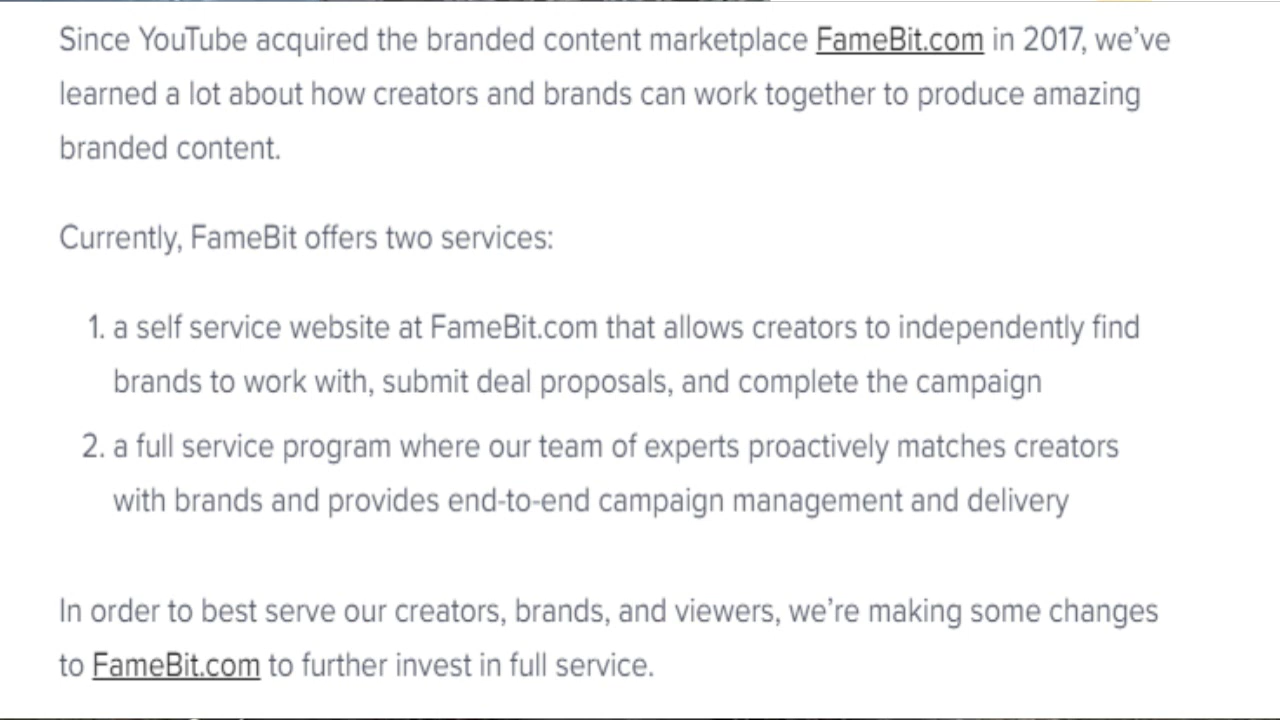 Since YouTube acquired the branded content marketplace FameBit.com in 2017, we've
learned a lot about how creators and brands can work together to produce amazing
branded content.
Currently, FameBit offers two services:
1. a self service website at FameBit.com that allows creators to independently find
brands to work with, submit deal proposals, and complete the campaign
2. a full service program where our team of experts proactively matches creators
with brands and provides end-to-end campaign management and delivery
In order to best serve our creators, brands, and viewers, we're making some changes
to FameBit.com to further invest in full service.